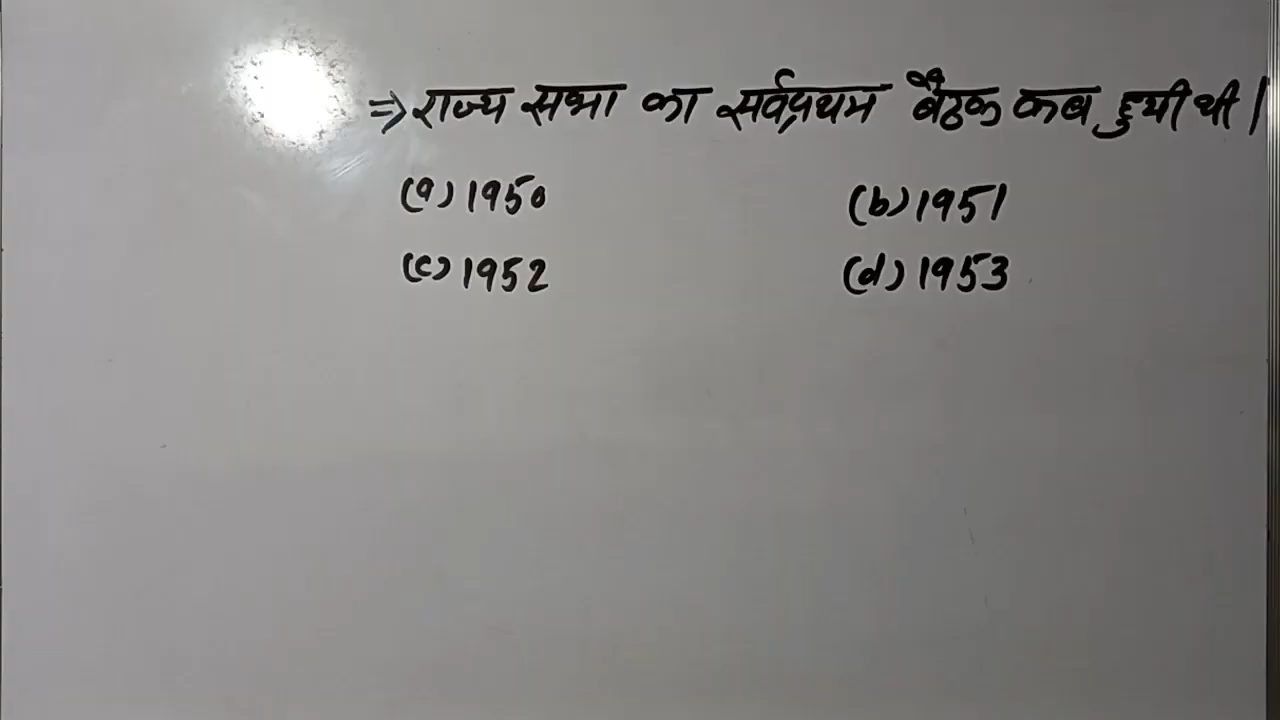 ⇒ राज्य सभा का सर्वप्रथम बैठक कब हुयी थी |
(a) 1950 (b) 1951
(c) 1952 (d) 1953